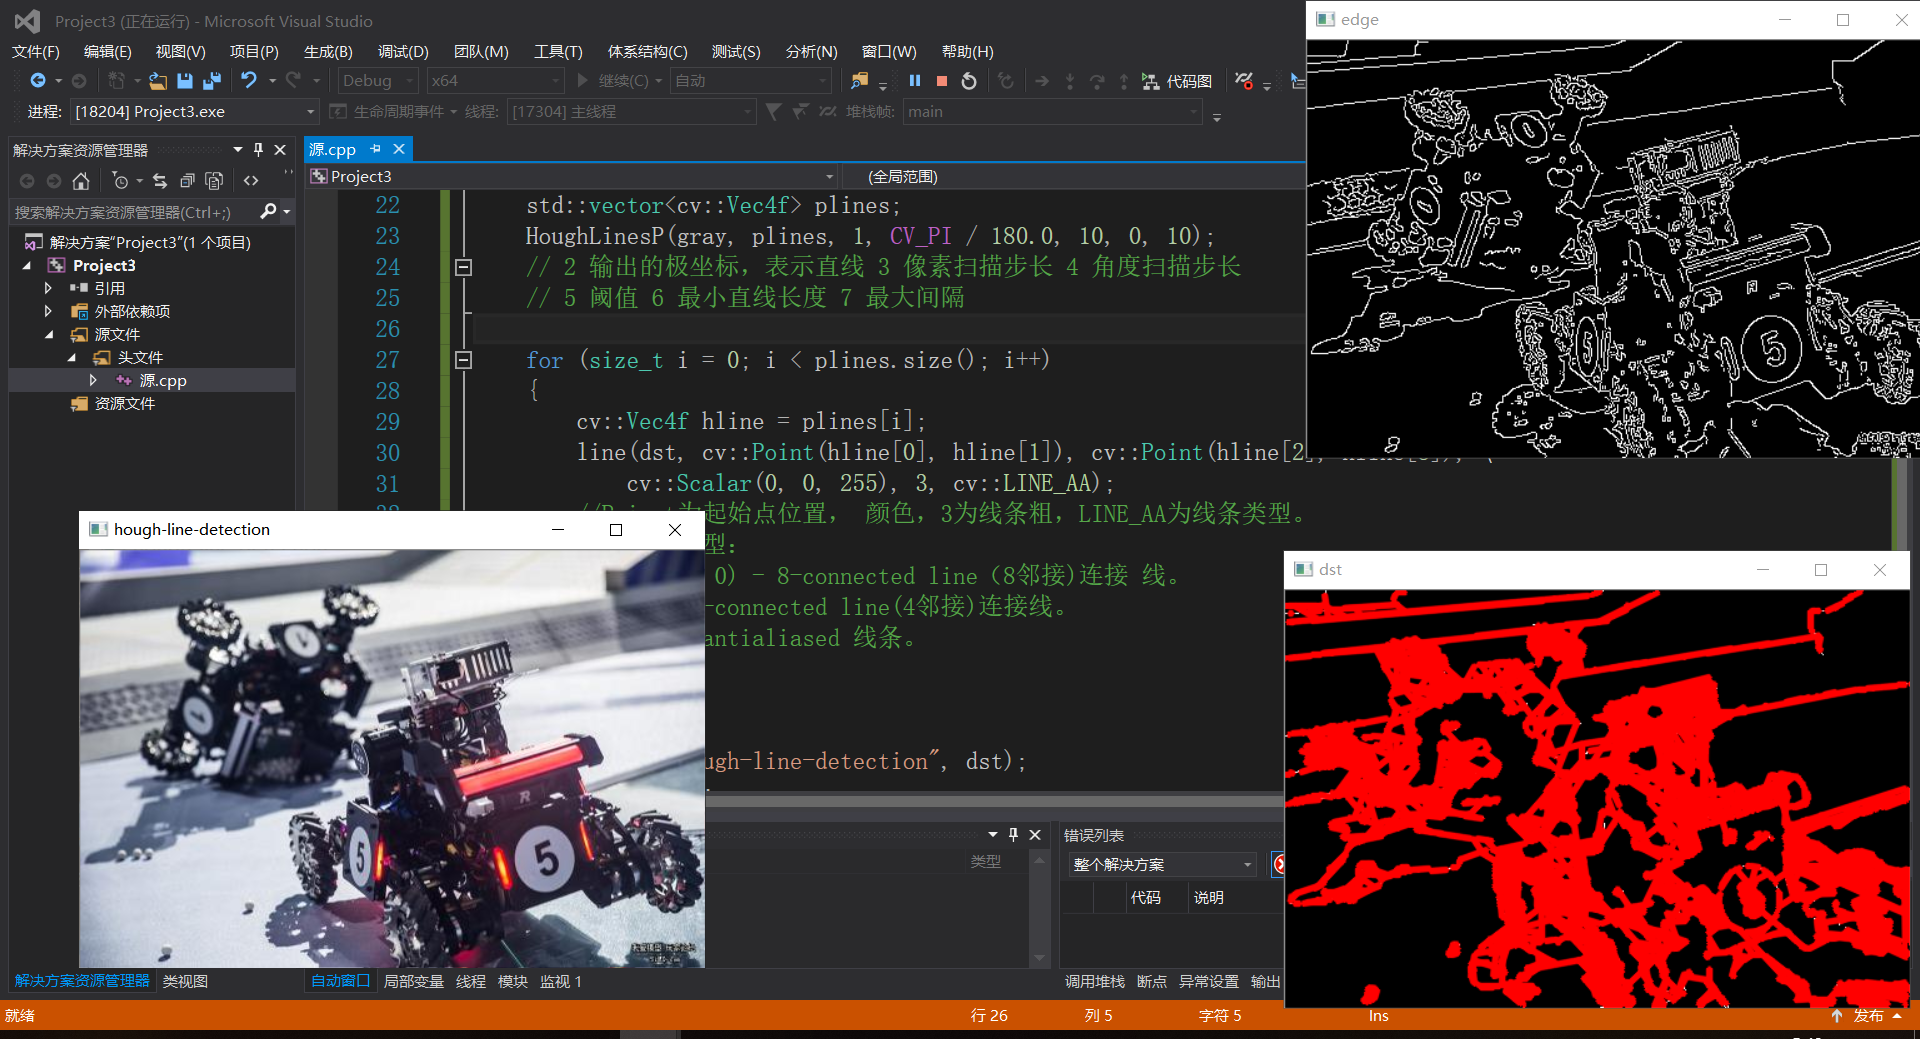 Project3 (正在运行) - Microsoft Visual Studio
文件(F) 编辑(E) 视图(V) 项目(P) 生成(B) 调试(D) 团队(M) 工具(T) 体系结构(C) 测试(S) 分析(N) 窗口(W) 帮助(H)
Debug x64 继续(C) 自动 代码图
进程: [18204] Project3.exe 生命周期事件 线程: [17304] 主线程 堆栈帧: main
解决方案资源管理器
搜索解决方案资源管理器(Ctrl+;)
解决方案"Project3"(1 个项目)
Project3
引用
外部依赖项
源文件
头文件
源.cpp
资源文件
解决方案资源管理器 类视图
源.cpp
Project3 (全局范围)
22 std::vector<cv::Vec4f> plines;
23 HoughLinesP(gray, plines, 1, CV_PI / 180.0, 10, 0, 10);
24 // 2 输出的极坐标，表示直线 3 像素扫描步长 4 角度扫描步长
25 // 5 阈值 6 最小直线长度 7 最大间隔
26
27 for (size_t i = 0; i < plines.size(); i++)
28 {
29 cv::Vec4f hline = plines[i];
30 line(dst, cv::Point(hline[0], hline[1]), cv::Point(hline[2
31 cv::Scalar(0, 0, 255), 3, cv::LINE_AA);
为起始点位置， 颜色，3为线条粗，LINE_AA为线条类型。
型：
0) - 8-connected line（8邻接)连接 线。
-connected line(4邻接)连接线。
antialiased 线条。
ugh-line-detection", dst);
edge
hough-line-detection
R
5
5
dst
类型
自动窗口 局部变量 线程 模块 监视 1
错误列表
整个解决方案
代码 说明
调用堆栈 断点 异常设置 输出
就绪 行 26 列 5 字符 5 Ins 发布
5